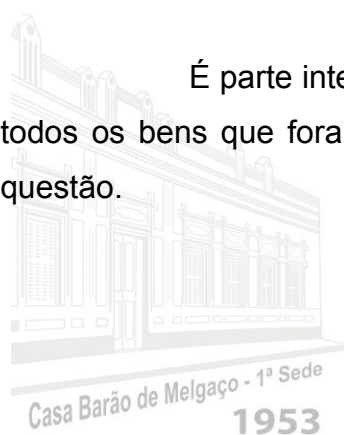 É parte inte
todos os bens que fora
questão.
Casa Barão de Melgaço - 1ª Sede
1953